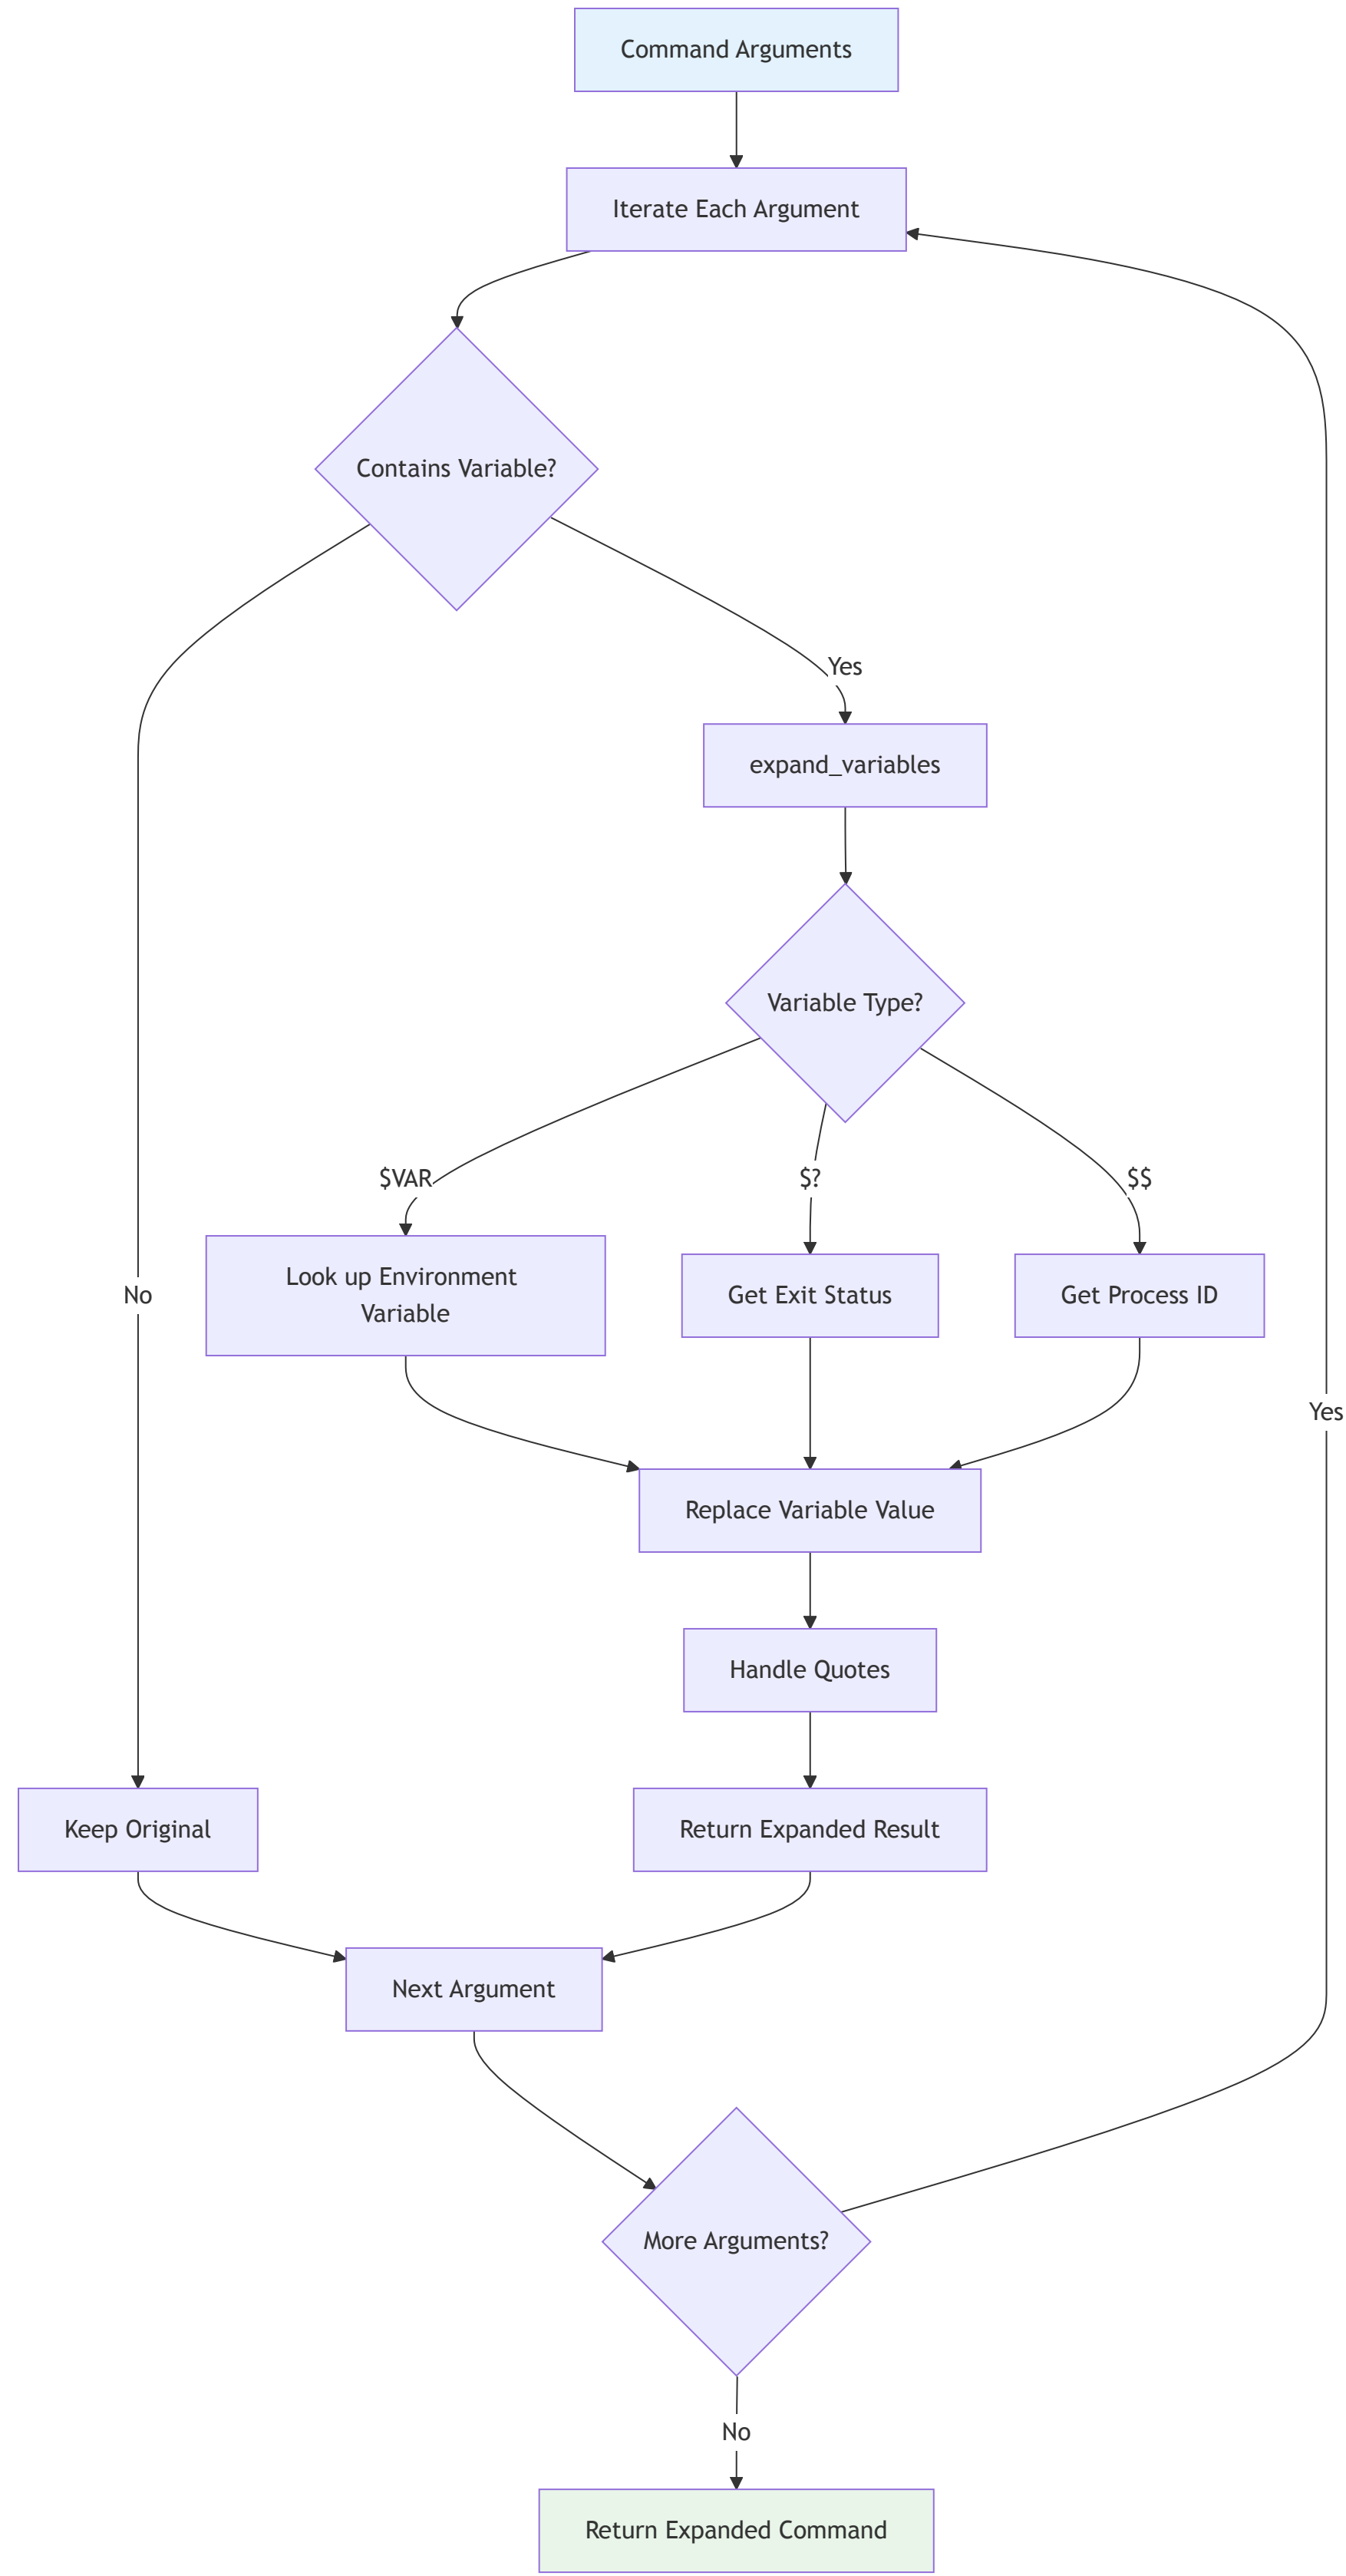 Command Arguments
Iterate Each Argument
Contains Variable?
Yes
expand_variables
Variable Type?
$VAR
$?
$$
Look up Environment
Variable
Get Exit Status
Get Process ID
No
Yes
Replace Variable Value
Handle Quotes
Keep Original
Return Expanded Result
Next Argument
More Arguments?
No
Return Expanded Command